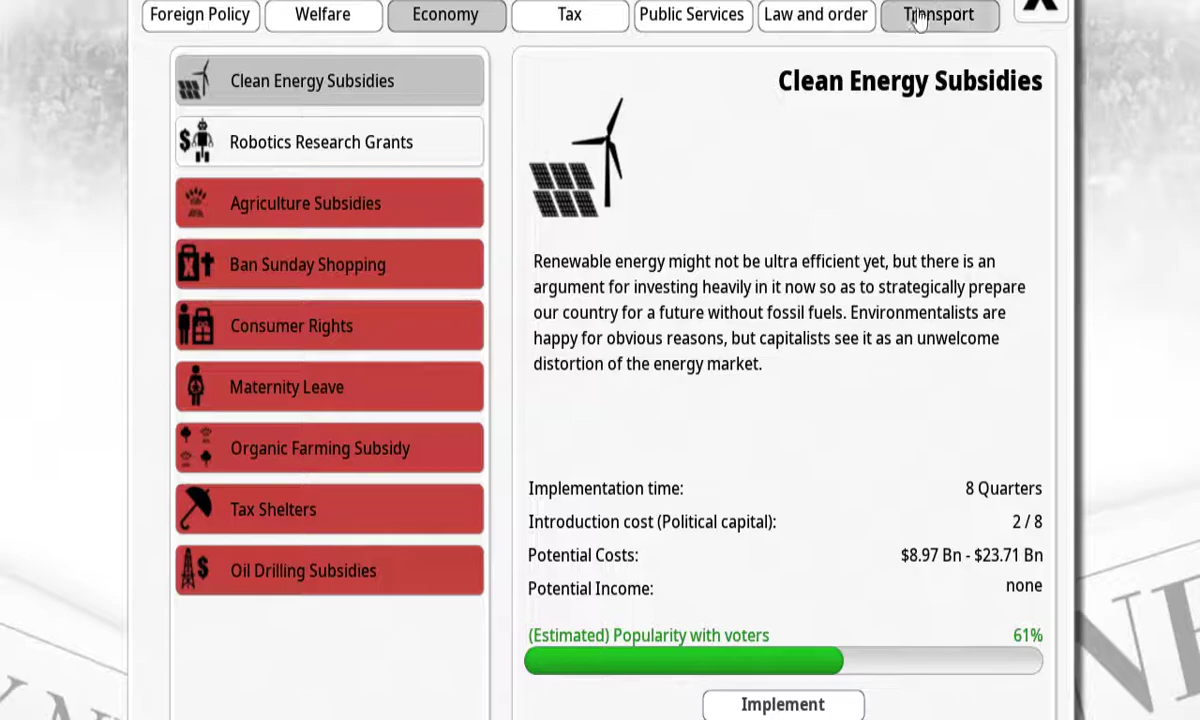 Foreign Policy
Welfare
Economy
Tax
Public Services
Law and order
Transport
X
Clean Energy Subsidies
Robotics Research Grants
Agriculture Subsidies
Ban Sunday Shopping
Consumer Rights
Maternity Leave
Organic Farming Subsidy
Tax Shelters
Oil Drilling Subsidies
Clean Energy Subsidies
Renewable energy might not be ultra efficient yet, but there is an
argument for investing heavily in it now so as to strategically prepare
our country for a future without fossil fuels. Environmentalists are
happy for obvious reasons, but capitalists see it as an unwelcome
distortion of the energy market.
Implementation time: 8 Quarters
Introduction cost (Political capital): 2 / 8
Potential Costs: $8.97 Bn - $23.71 Bn
Potential Income: none
(Estimated) Popularity with voters 61%
Implement